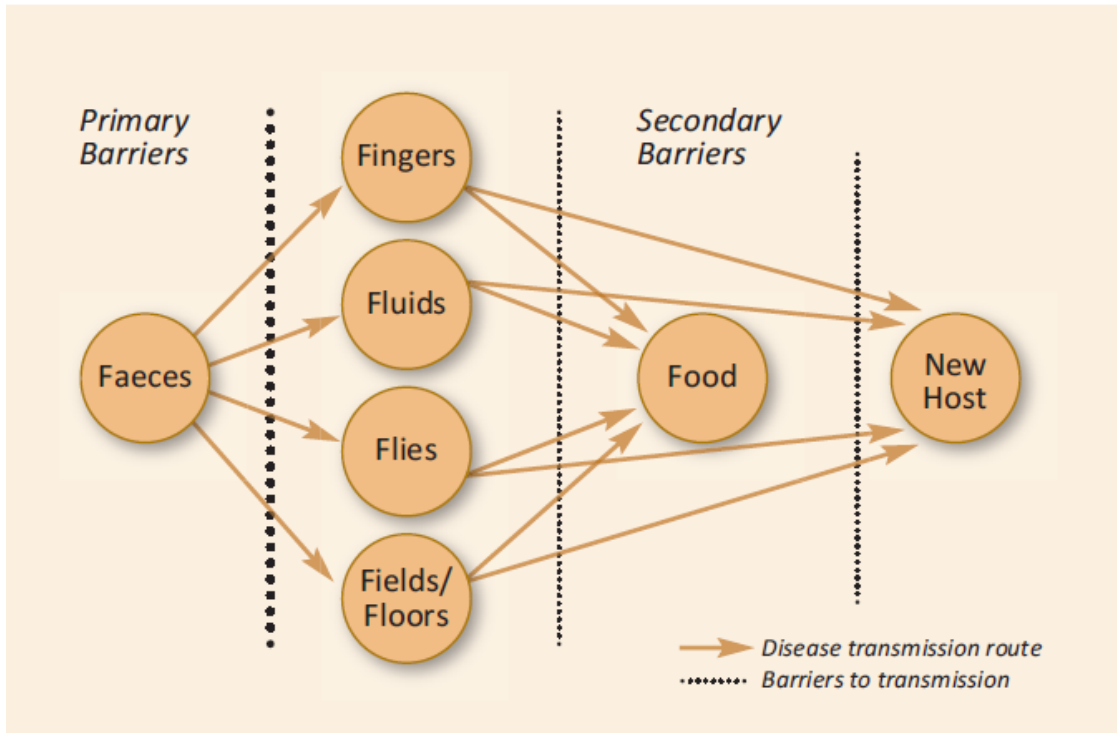 Primary
Barriers
Secondary
Barriers
Fingers
Fluids
Faeces
Food
New
Host
Flies
Fields/
Floors
Disease transmission route
Barriers to transmission